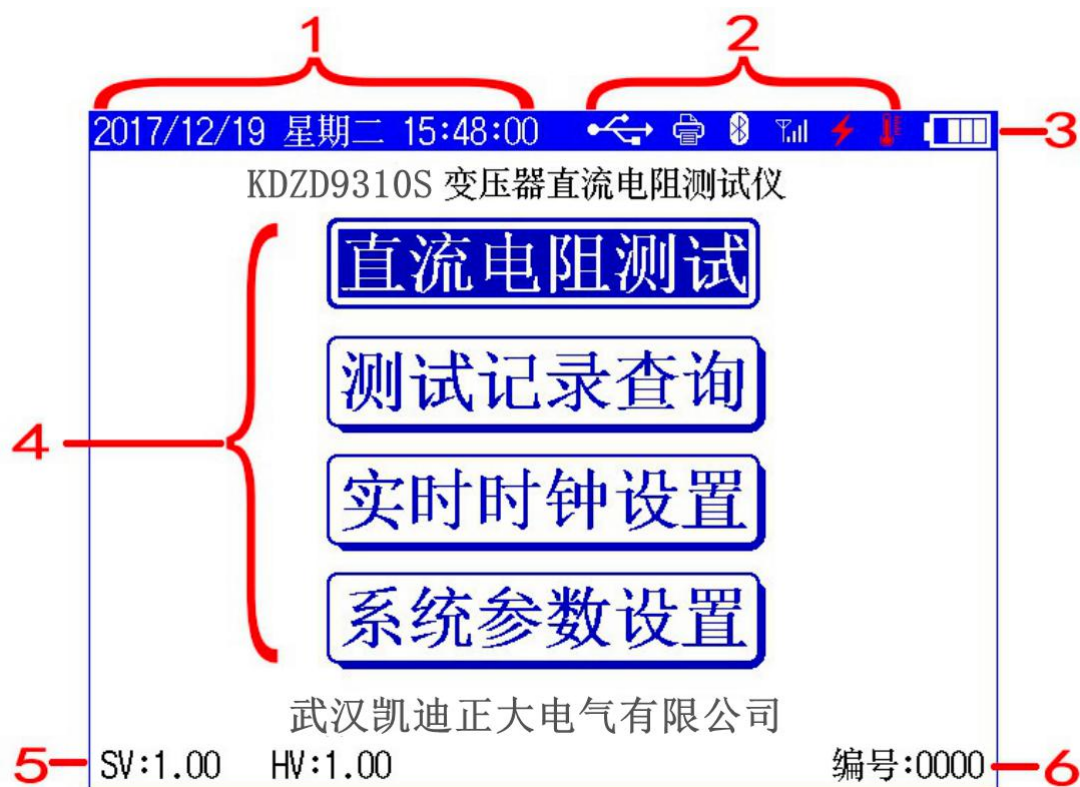 1 2
2017/12/19 星期二 15:48:00 3
KDZD9310S 变压器直流电阻测试仪
直流电阻测试
测试记录查询
4
实时时钟设置
系统参数设置
武汉凯迪正大电气有限公司
5 SV:1.00 HV:1.00 编号:0000 6